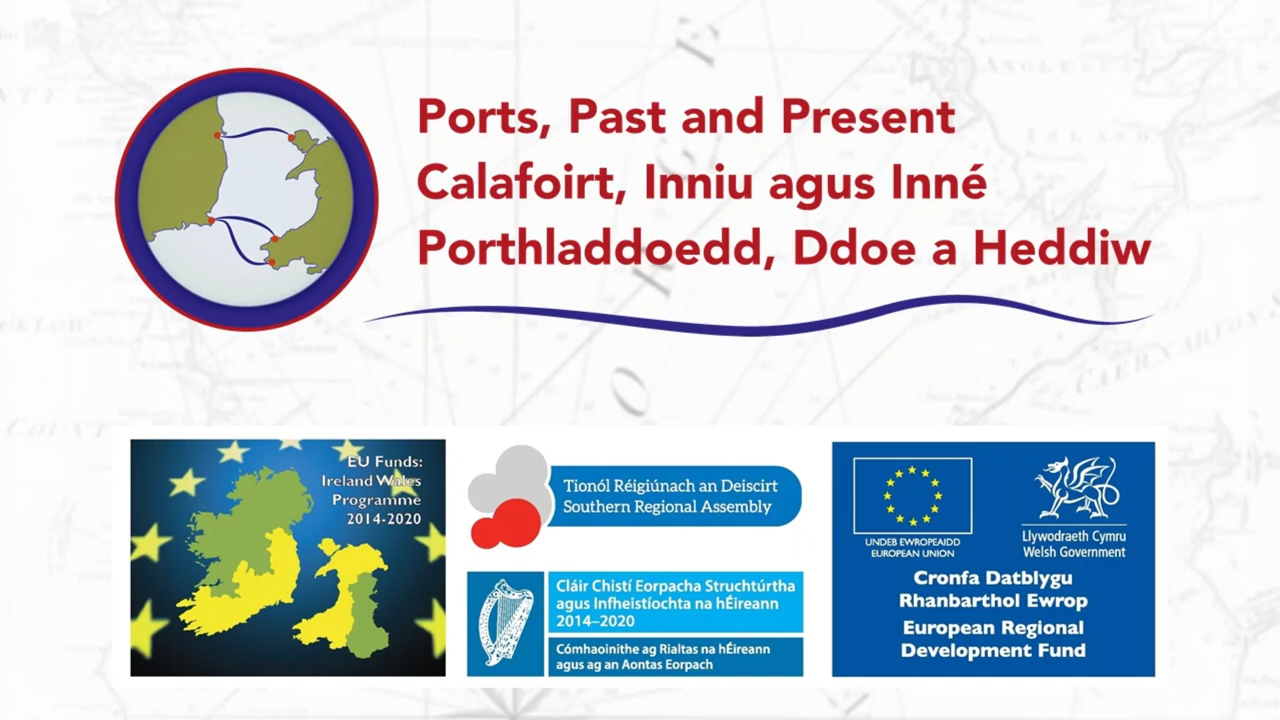 Ports, Past and Present
Calafoirt, Inniu agus Inné
Porthladdoedd, Ddoe a Heddiw
EU Funds:
Ireland Wales
Programme
2014-2020
Tionól Réigiúnach an Deiscirt
Southern Regional Assembly
Cláir Chistí Eorpacha Struchtúrtha
agus Infheistíochta na hÉireann
2014–2020
Cómhaoinithe ag Rialtas na hÉireann
agus ag an Aontas Eorpach
UNDEB EWROPEAIDD
EUROPEAN UNION
Llywodraeth Cymru
Welsh Government
Cronfa Datblygu
Rhanbarthol Ewrop
European Regional
Development Fund